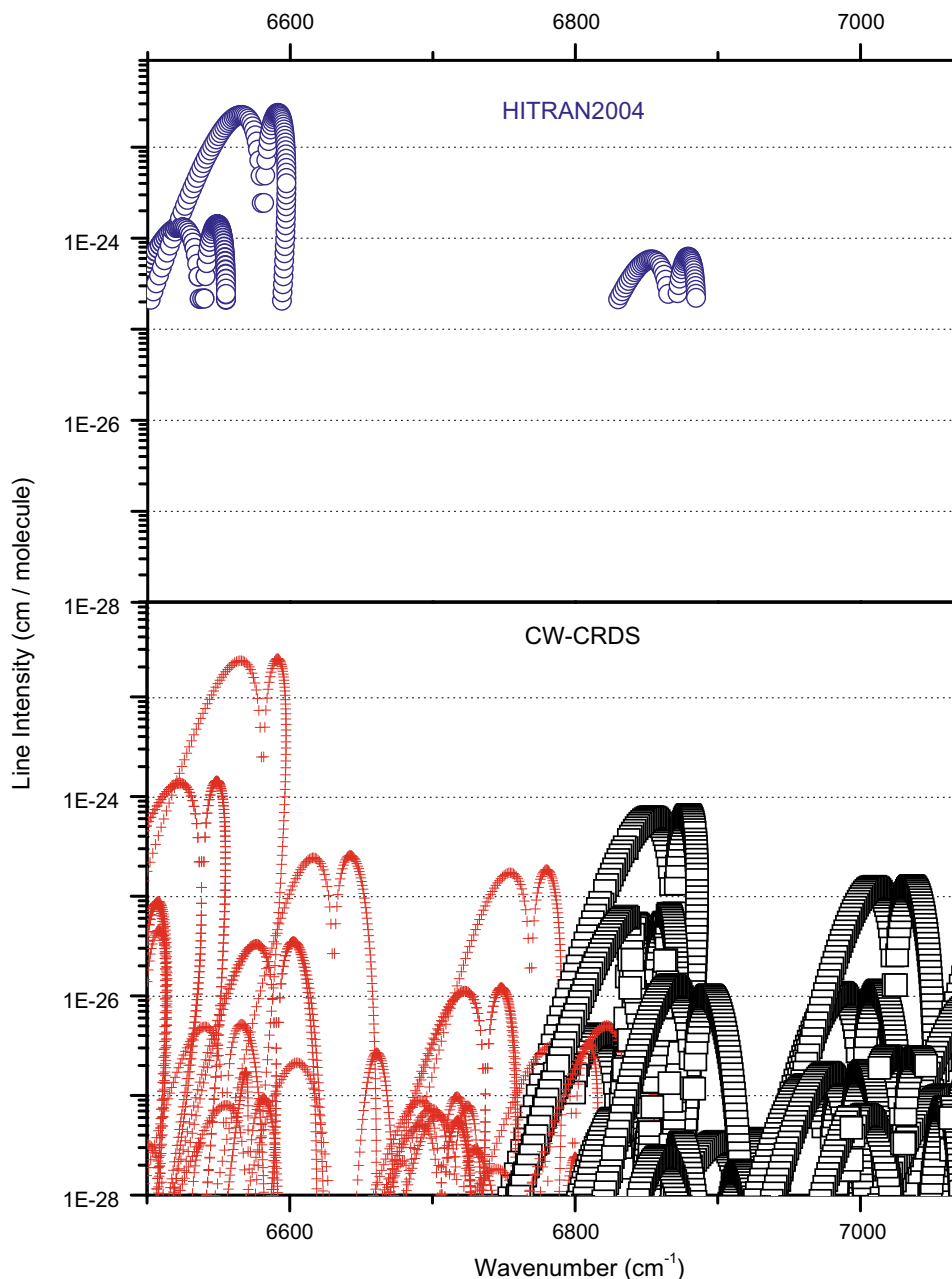 6600 6800 7000
HITRAN2004
1E-24
1E-26
1E-28
Line Intensity (cm / molecule)
CW-CRDS
1E-24
1E-26
1E-28
6600 6800 7000
Wavenumber (cm⁻¹)